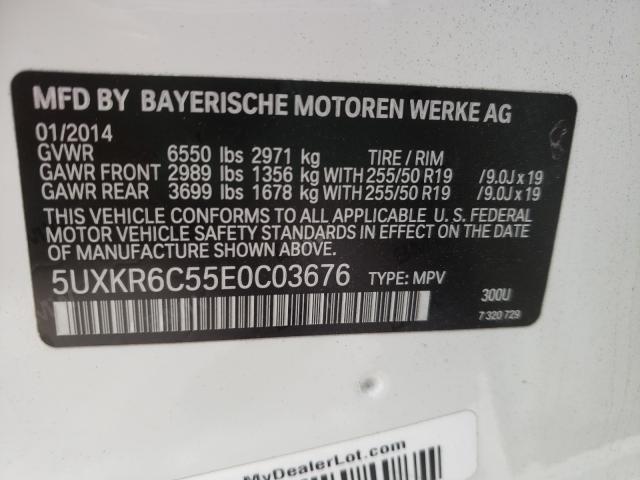 MFD BY BAYERISCHE MOTOREN WERKE AG
01/2014
GVWR 6550 lbs 2971 kg TIRE / RIM
GAWR FRONT 2989 lbs 1356 kg WITH 255/50 R19 /9.0J x 19
GAWR REAR 3699 lbs 1678 kg WITH 255/50 R19 /9.0J x 19
THIS VEHICLE CONFORMS TO ALL APPLICABLE U. S. FEDERAL
MOTOR VEHICLE SAFETY STANDARDS IN EFFECT ON THE DATE
OF MANUFACTURE SHOWN ABOVE.
5UXKR6C55E0C03676 TYPE: MPV
300U
7 320 729
MyDealerLot.com